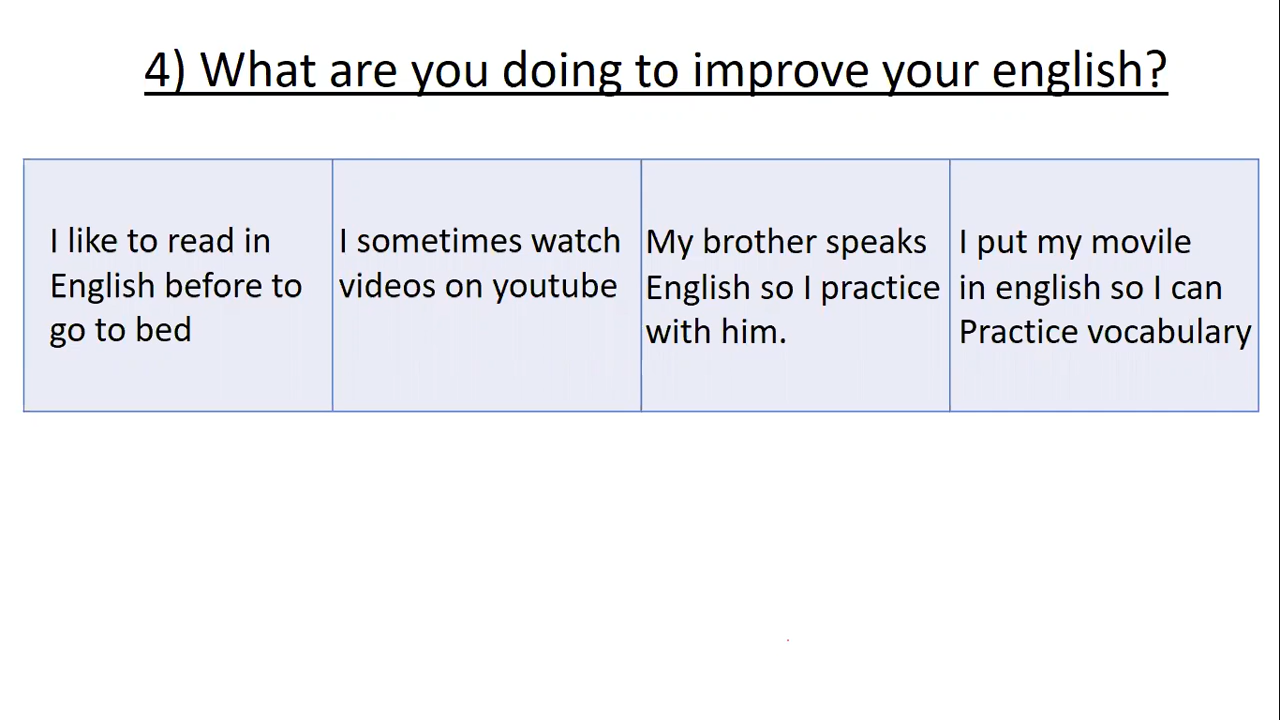 4) What are you doing to improve your english?
I like to read in
English before to
go to bed
I sometimes watch
videos on youtube
My brother speaks
English so I practice
with him.
I put my movile
in english so I can
Practice vocabulary